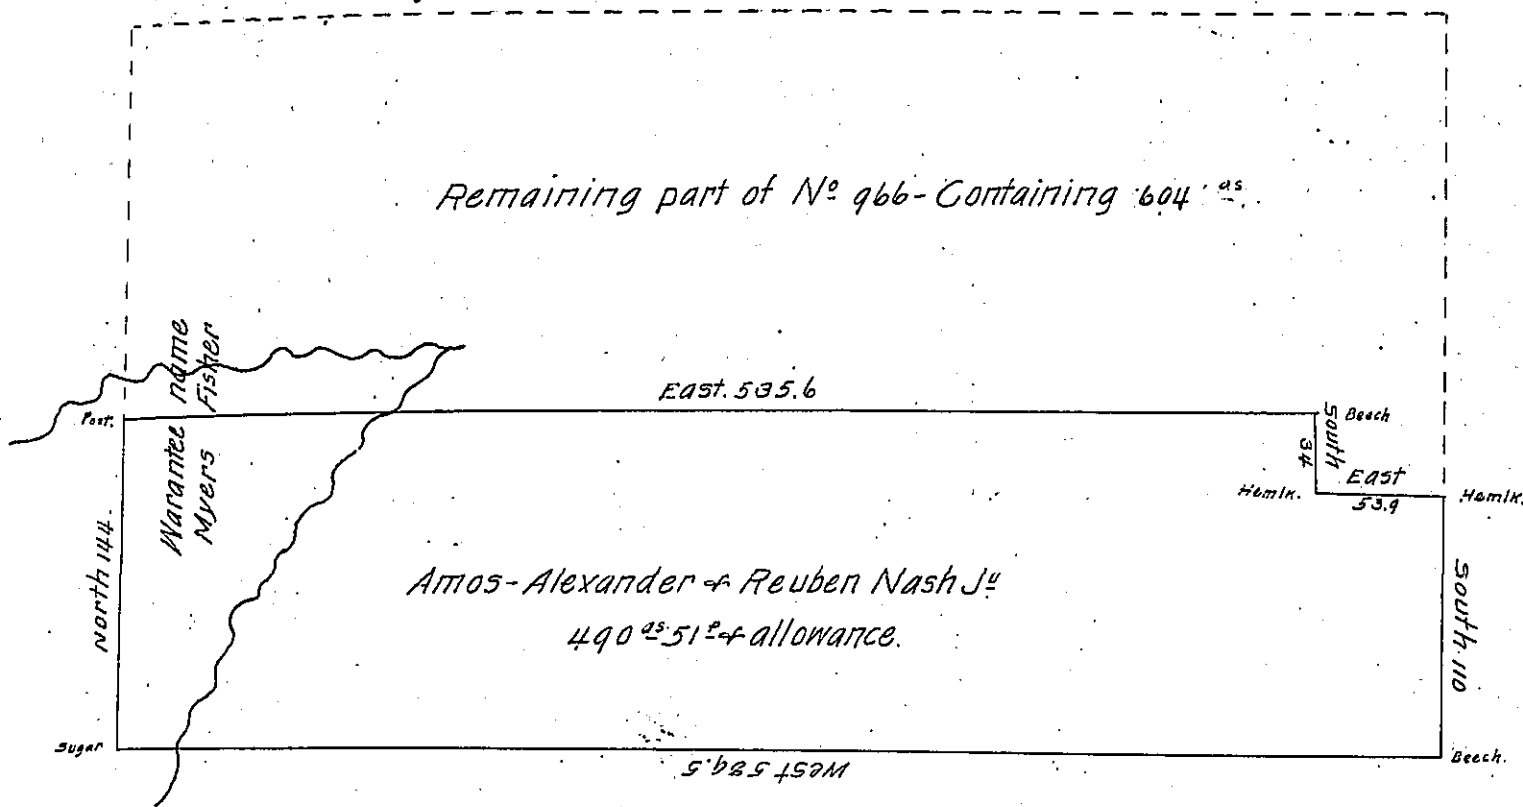 Remaining part of Nº 966 - Containing 604 as.
Warantee name
Myers Fisher
East. 535.6
Post.
Beech
South
34
Hemlk.
East
53.9
Hemlk.
North 144.
Amos - Alexander & Reuben Nash Jr
490 as. 51 p & allowance.
South 110
Sugar
West 589.5
Beech.